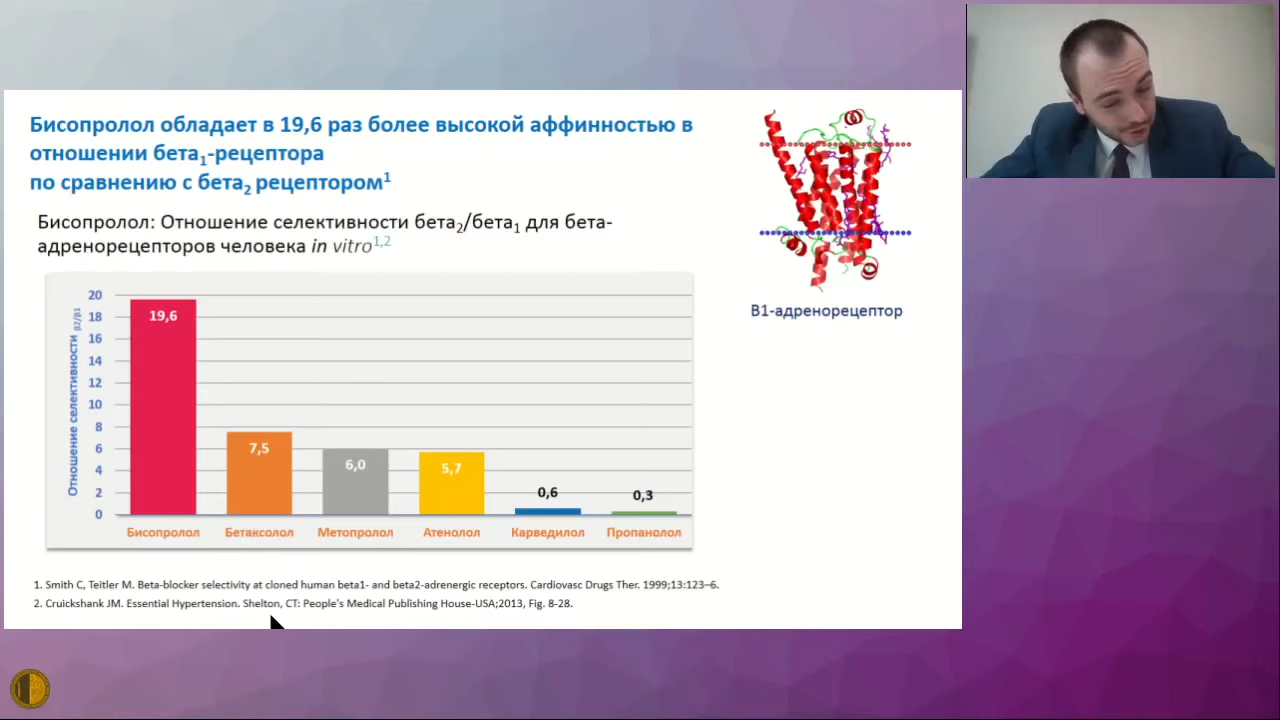 Бисопролол обладает в 19,6 раз более высокой аффинностью в
отношении бета₁-рецептора
по сравнению с бета₂ рецептором¹
Бисопролол: Отношение селективности бета₂/бета₁ для бета-
адренорецепторов человека in vitro¹,²
В1-адренорецептор
Отношение селективности β2/β1
20
18
16
14
12
10
8
6
4
2
0
19,6
7,5
6,0
5,7
0,6
0,3
Бисопролол Бетаксолол Метопролол Атенолол Карведилол Пропанолол
1. Smith C, Teitler M. Beta-blocker selectivity at cloned human beta1- and beta2-adrenergic receptors. Cardiovasc Drugs Ther. 1999;13:123–6.
2. Cruickshank JM. Essential Hypertension. Shelton, CT: People's Medical Publishing House-USA;2013, Fig. 8-28.